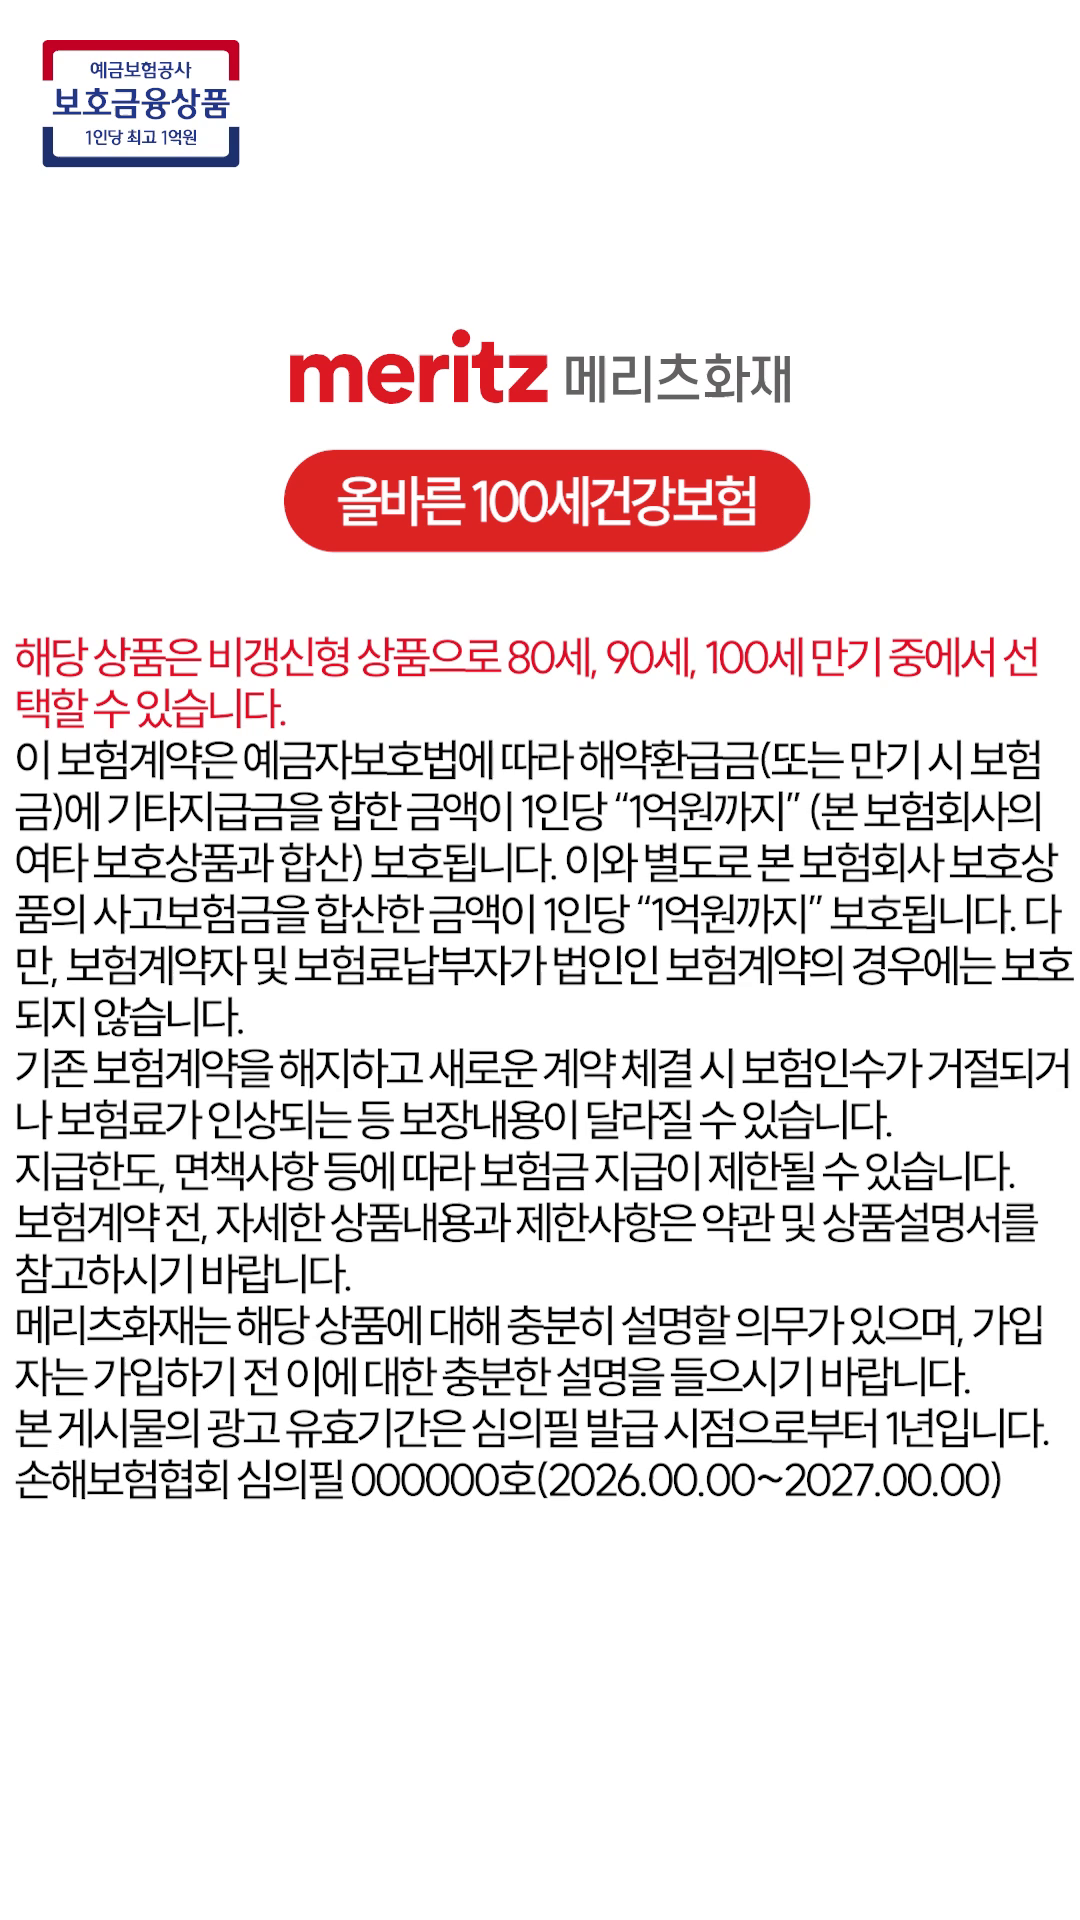 예금보험공사
보호금융상품
1인당 최고 1억원
meritz 메리츠화재
올바른 100세건강보험
해당 상품은 비갱신형 상품으로 80세, 90세, 100세 만기 중에서 선
택할 수 있습니다.
이 보험계약은 예금자보호법에 따라 해약환급금(또는 만기 시 보험
금)에 기타지급금을 합한 금액이 1인당 “1억원까지” (본 보험회사의
여타 보호상품과 합산) 보호됩니다. 이와 별도로 본 보험회사 보호상
품의 사고보험금을 합산한 금액이 1인당 “1억원까지” 보호됩니다. 다
만, 보험계약자 및 보험료납부자가 법인인 보험계약의 경우에는 보호
되지 않습니다.
기존 보험계약을 해지하고 새로운 계약 체결 시 보험인수가 거절되거
나 보험료가 인상되는 등 보장내용이 달라질 수 있습니다.
지급한도, 면책사항 등에 따라 보험금 지급이 제한될 수 있습니다.
보험계약 전, 자세한 상품내용과 제한사항은 약관 및 상품설명서를
참고하시기 바랍니다.
메리츠화재는 해당 상품에 대해 충분히 설명할 의무가 있으며, 가입
자는 가입하기 전 이에 대한 충분한 설명을 들으시기 바랍니다.
본 게시물의 광고 유효기간은 심의필 발급 시점으로부터 1년입니다.
손해보험협회 심의필 000000호(2026.00.00~2027.00.00)